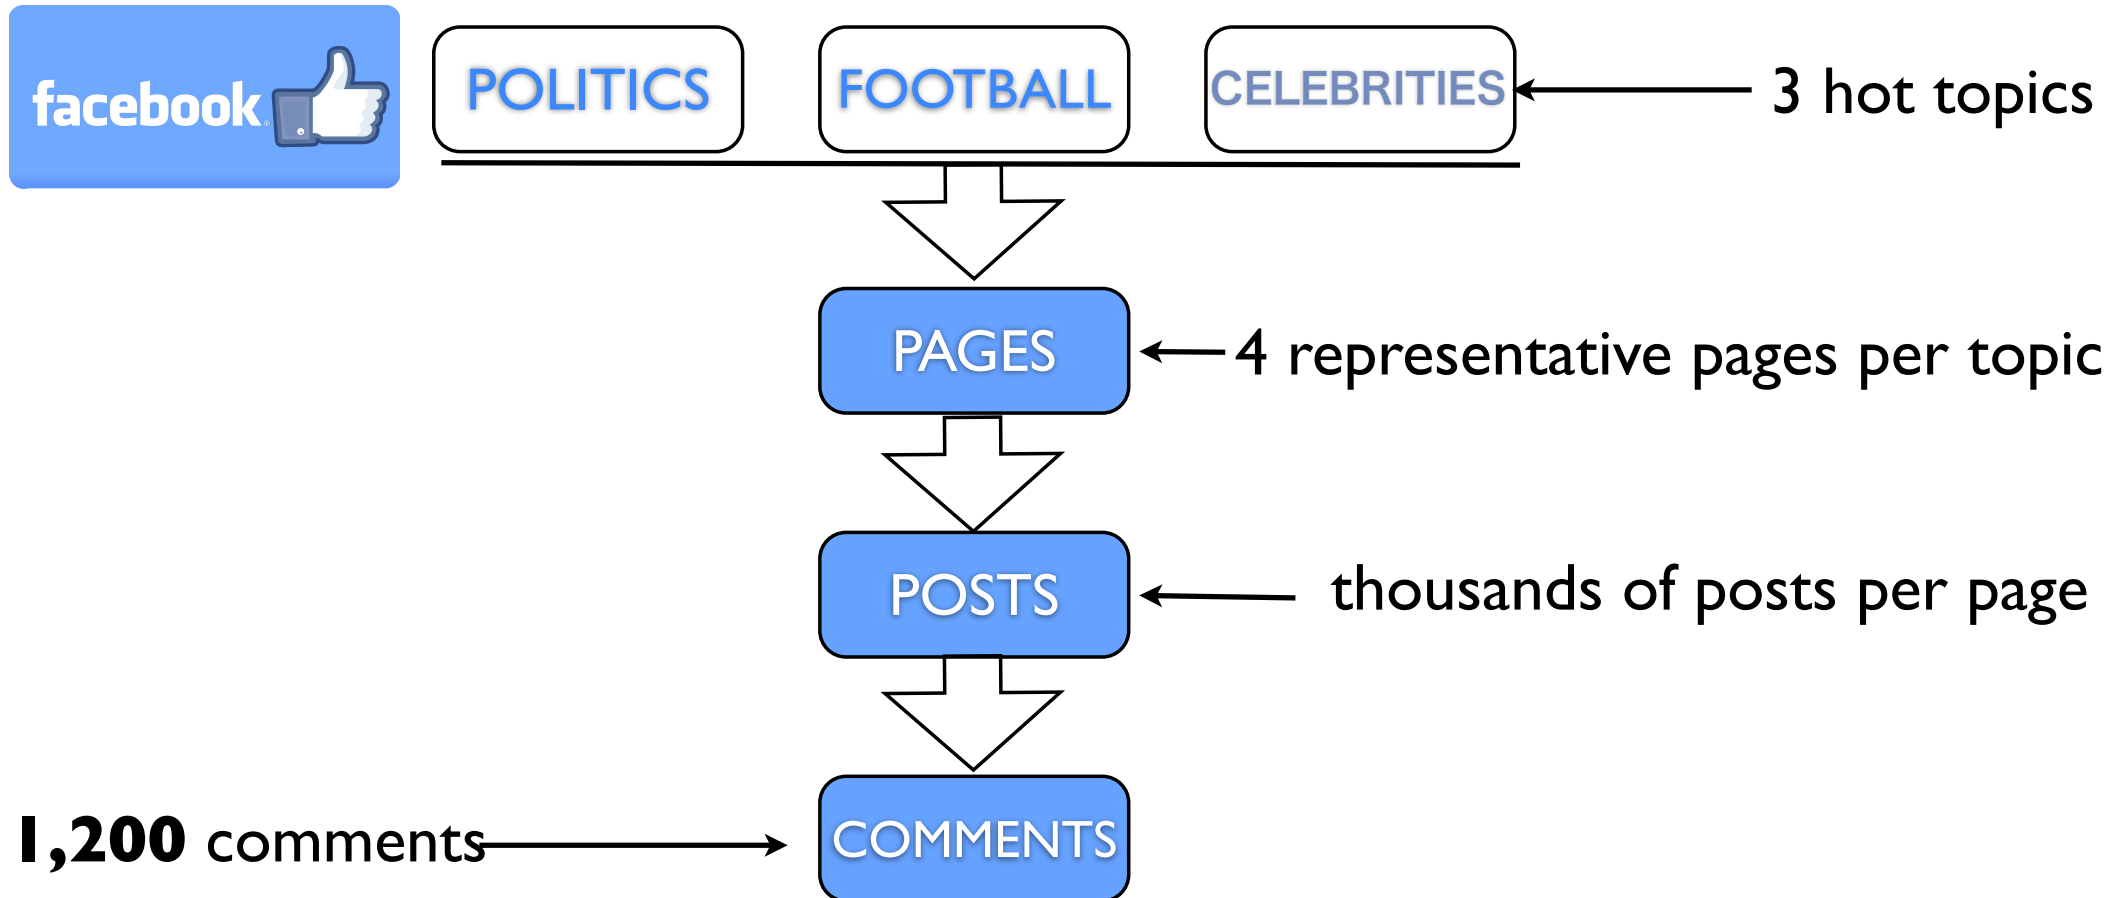 facebook®
POLITICS
FOOTBALL
CELEBRITIES
3 hot topics
PAGES
4 representative pages per topic
POSTS
thousands of posts per page
1,200 comments
COMMENTS